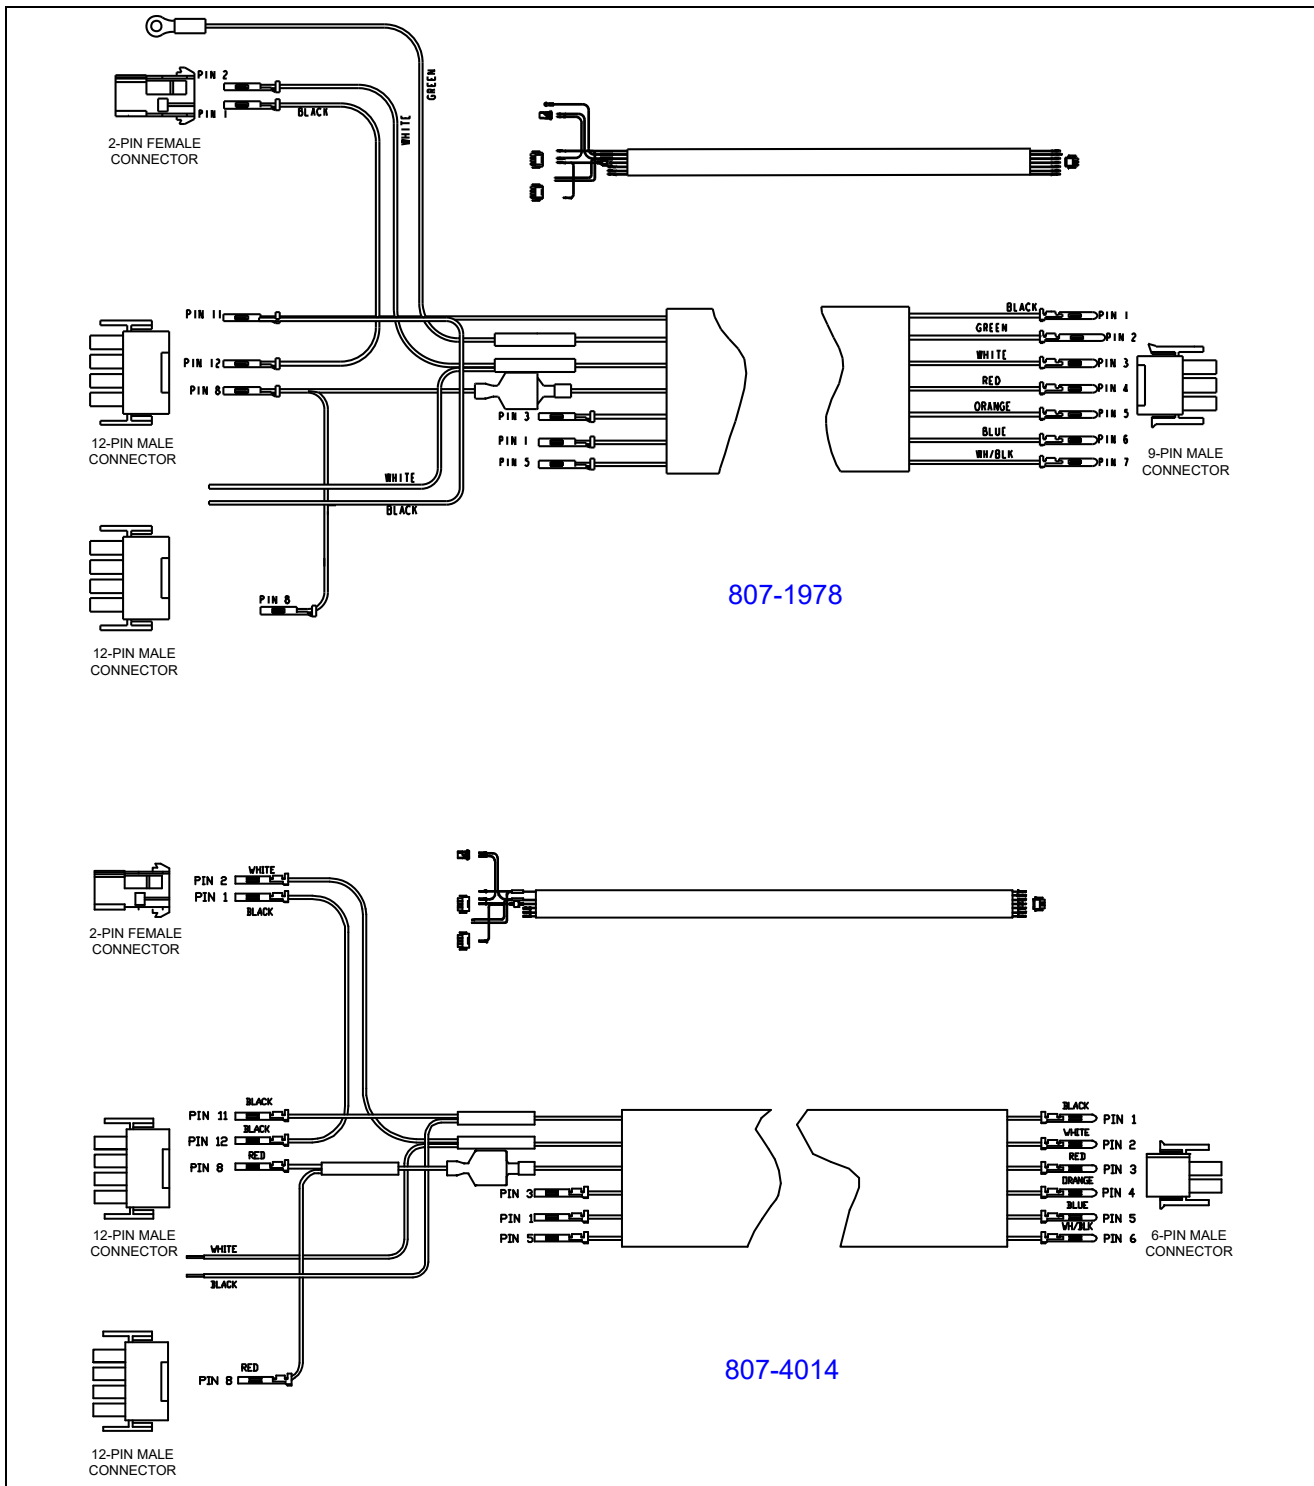 PIN 2
GREEN
PIN 1
BLACK
WHITE
2-PIN FEMALE
CONNECTOR
PIN 11
PIN 12
PIN 8
12-PIN MALE
CONNECTOR
PIN 3
PIN 1
PIN 5
WHITE
BLACK
BLACK
PIN 1
GREEN
PIN 2
WHITE
PIN 3
RED
PIN 4
ORANGE
PIN 5
BLUE
PIN 6
WH/BLK
PIN 7
9-PIN MALE
CONNECTOR
PIN 8
12-PIN MALE
CONNECTOR
807-1978
WHITE
PIN 2
PIN 1
BLACK
2-PIN FEMALE
CONNECTOR
BLACK
PIN 11
BLACK
PIN 12
RED
PIN 8
12-PIN MALE
CONNECTOR
PIN 3
PIN 1
PIN 5
WHITE
BLACK
BLACK
PIN 1
WHITE
PIN 2
RED
PIN 3
ORANGE
PIN 4
BLUE
PIN 5
WH/BLK
PIN 6
6-PIN MALE
CONNECTOR
RED
PIN 8
12-PIN MALE
CONNECTOR
807-4014